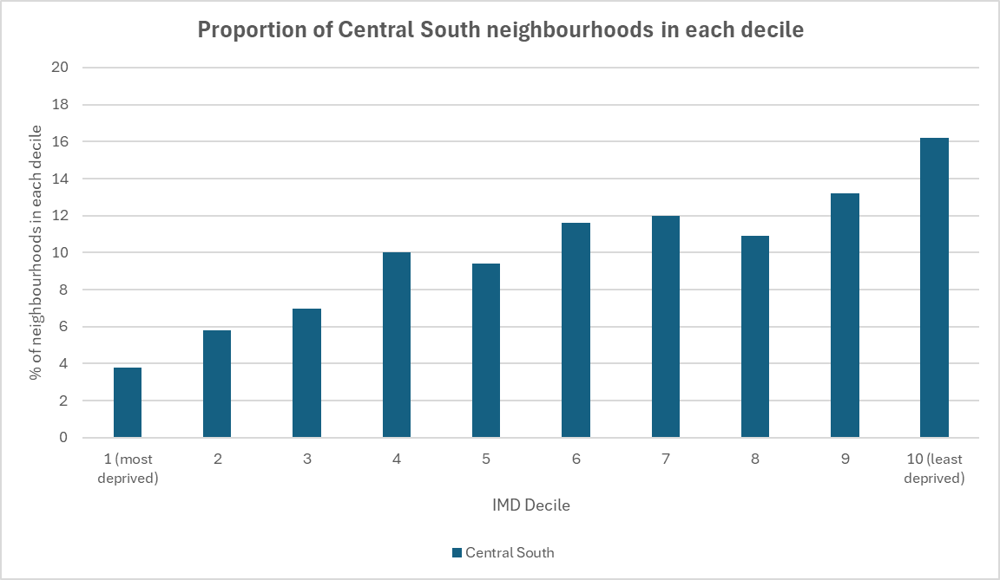 Proportion of Central South neighbourhoods in each decile
% of neighbourhoods in each decile
20
18
16
14
12
10
8
6
4
2
0
1 (most
deprived)
2
3
4
5
6
7
8
9
10 (least
deprived)
IMD Decile
Central South